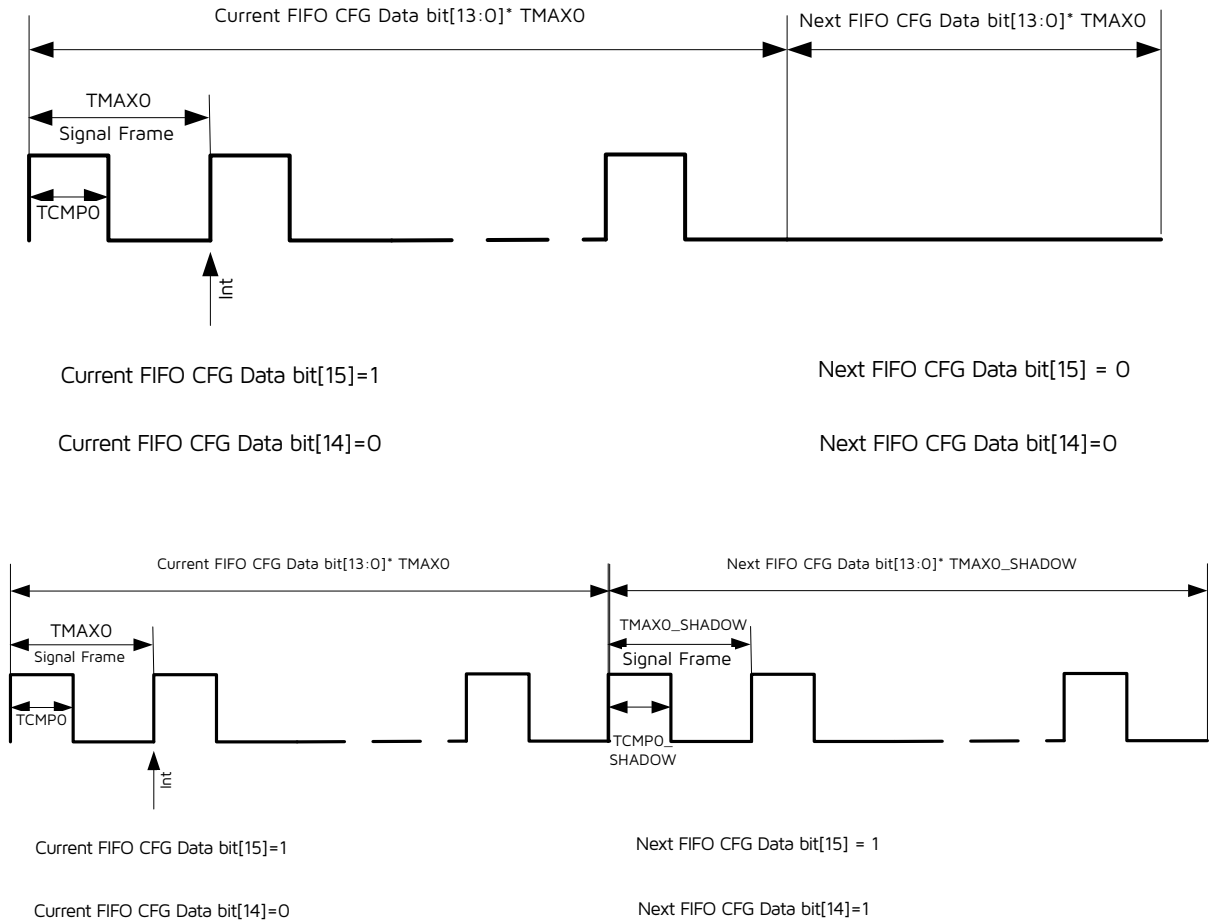 Current FIFO CFG Data bit[13:0]* TMAX0
Next FIFO CFG Data bit[13:0]* TMAX0
TMAX0
Signal Frame
TCMP0
Int
Current FIFO CFG Data bit[15]=1
Next FIFO CFG Data bit[15] = 0
Current FIFO CFG Data bit[14]=0
Next FIFO CFG Data bit[14]=0
Current FIFO CFG Data bit[13:0]* TMAX0
Next FIFO CFG Data bit[13:0]* TMAX0_SHADOW
TMAX0
Signal Frame
TMAX0_SHADOW
Signal Frame
TCMP0
TCMP0_
SHADOW
Int
Current FIFO CFG Data bit[15]=1
Next FIFO CFG Data bit[15] = 1
Current FIFO CFG Data bit[14]=0
Next FIFO CFG Data bit[14]=1